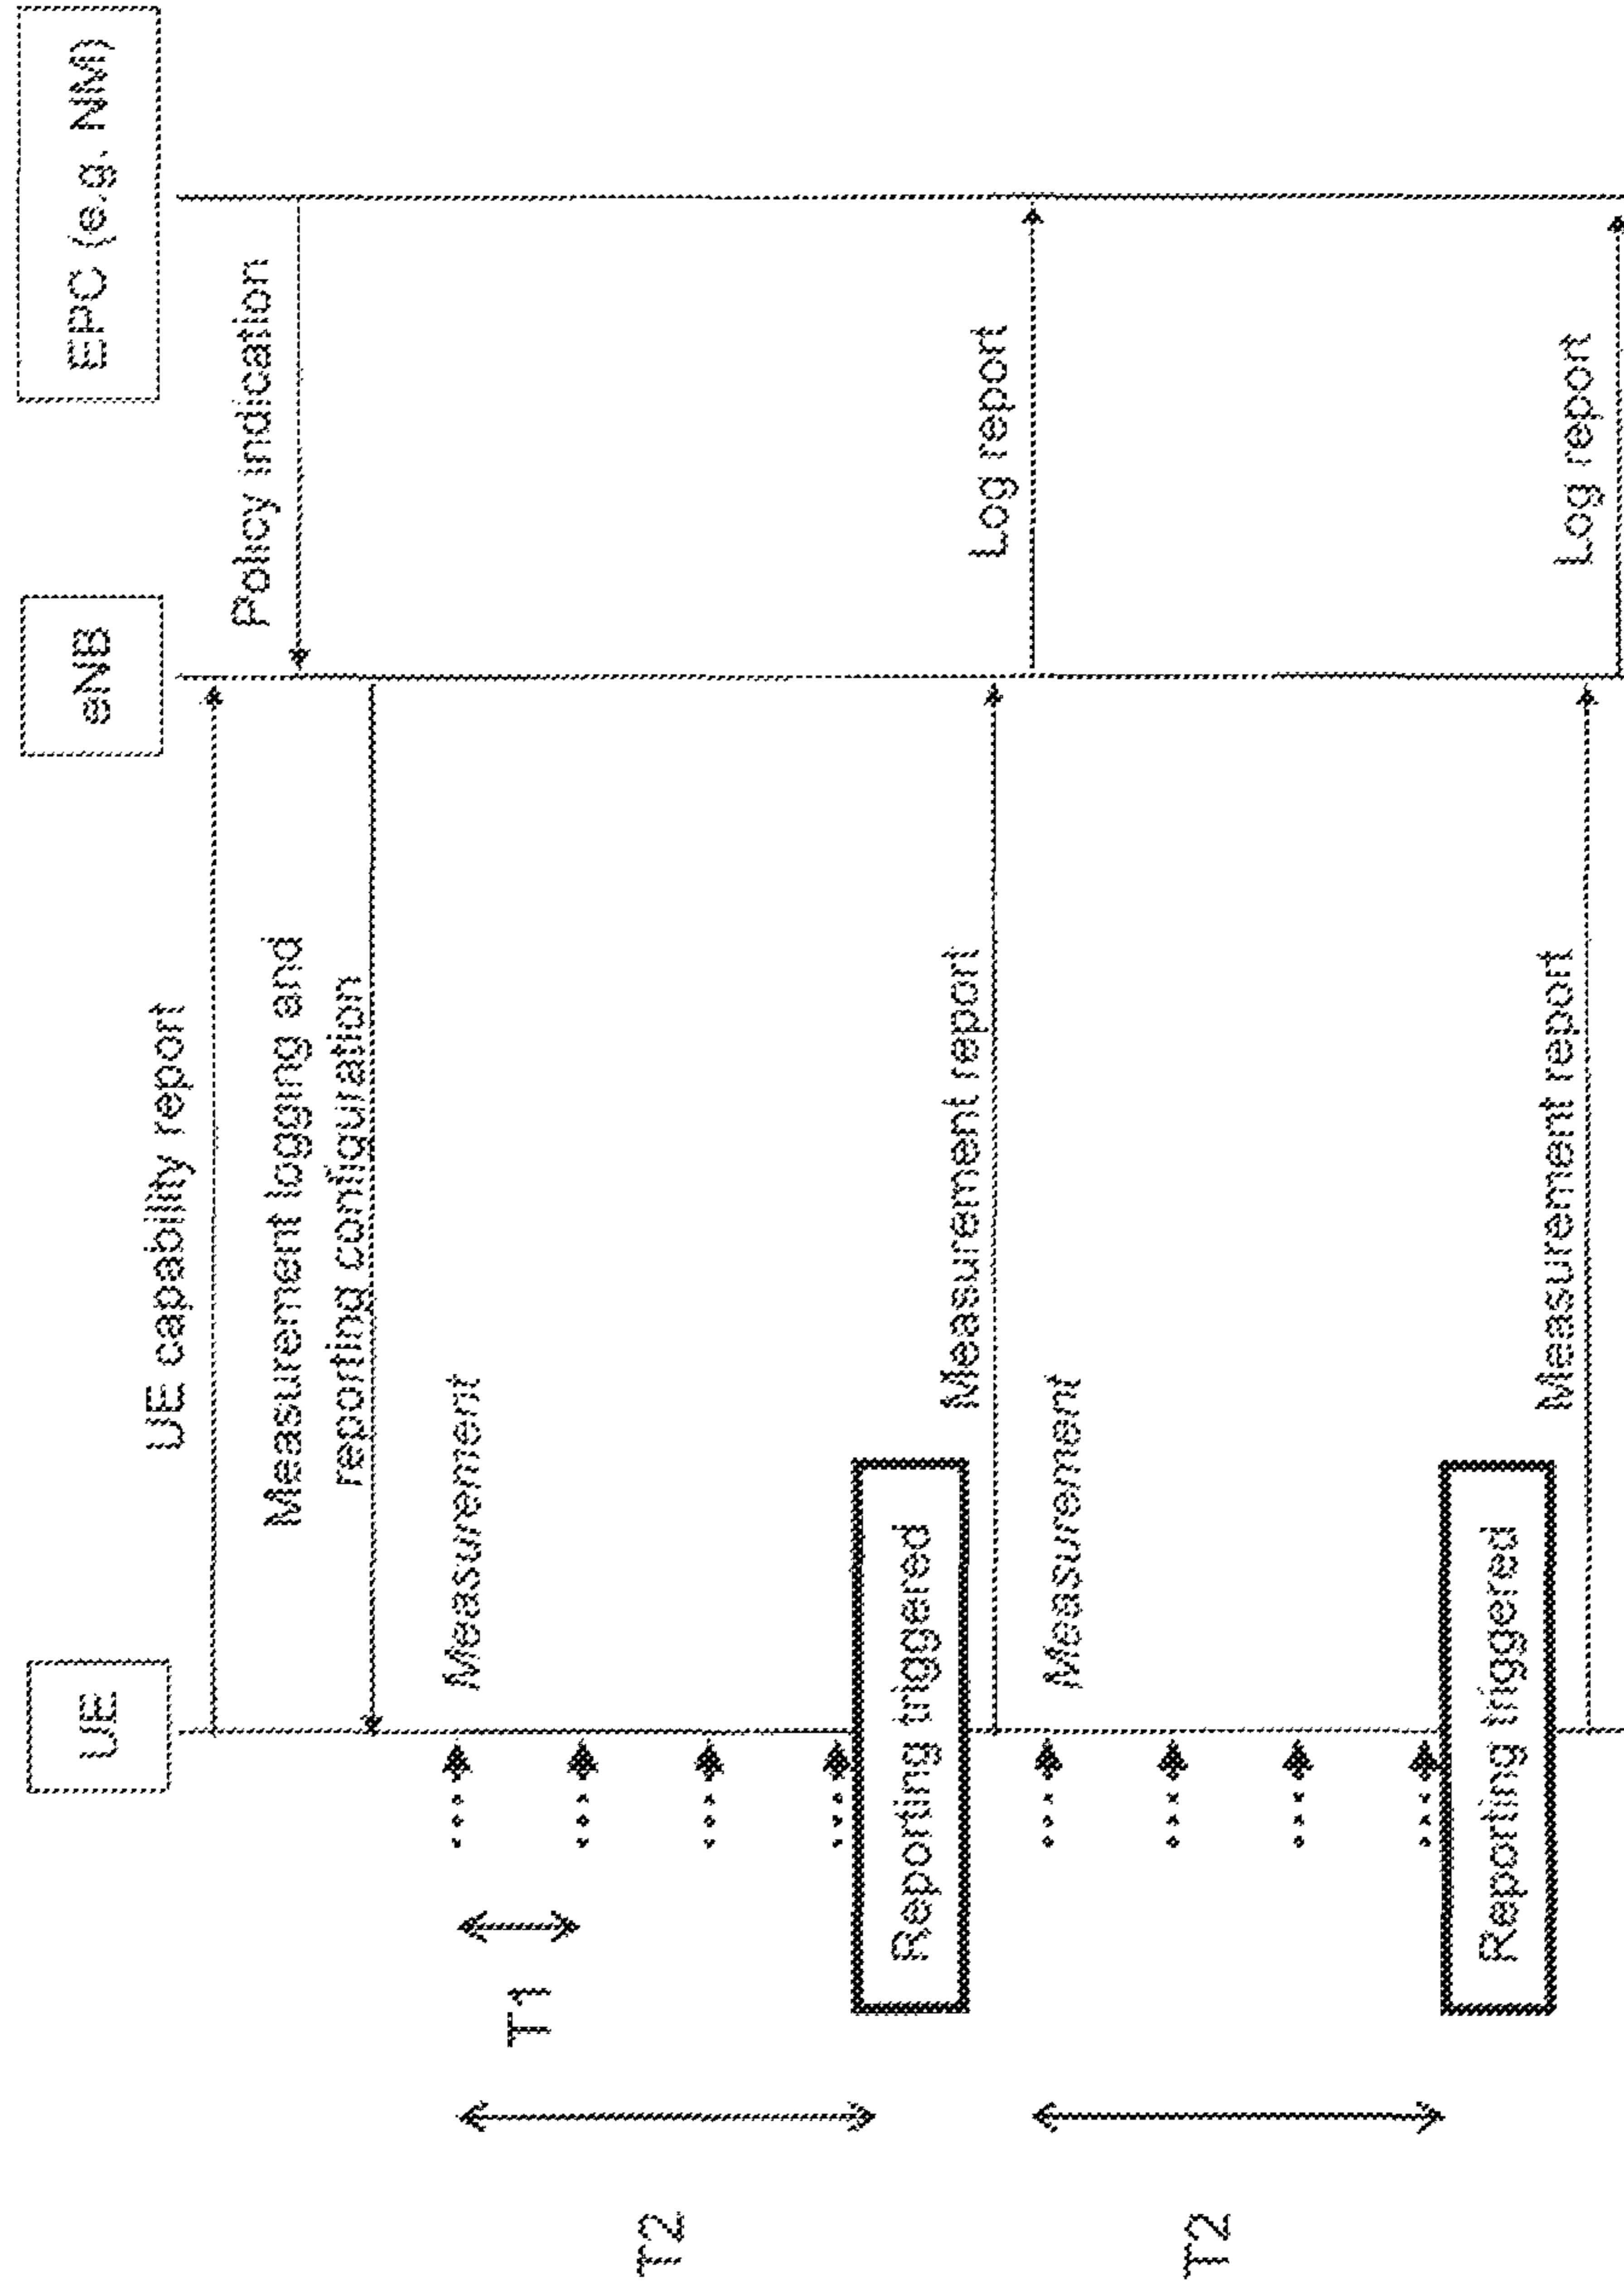 UE
eNB
EPC (e.g. NM)
UE capability report
Policy indication
Measurement logging and
reporting configuration
Measurement
T1
T2
Reporting triggered
Measurement report
Log report
Measurement
T2
Reporting triggered
Measurement report
Log report